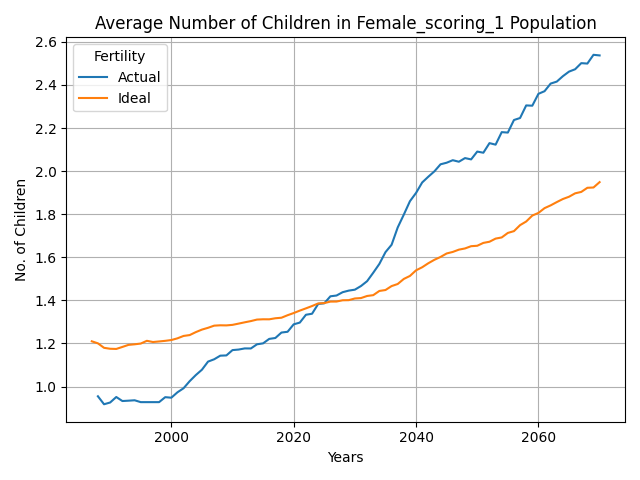 Average Number of Children in Female_scoring_1 Population
Fertility
Actual
Ideal
No. of Children
2.6
2.4
2.2
2.0
1.8
1.6
1.4
1.2
1.0
2000 2020 2040 2060
Years